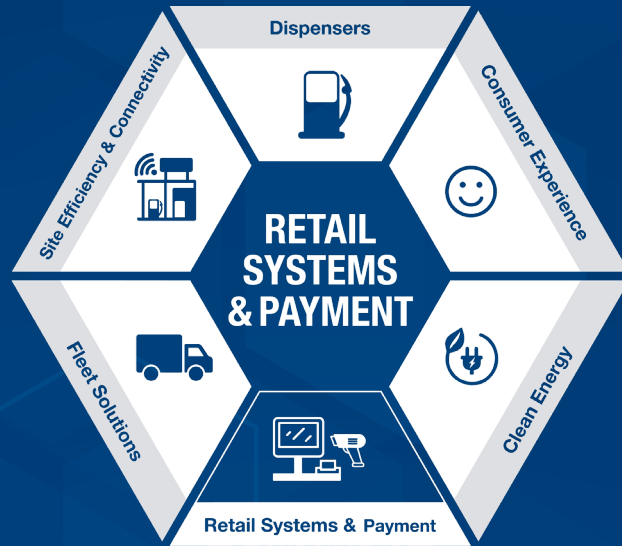 Dispensers
Site Efficiency & Connectivity
Consumer Experience
RETAIL
SYSTEMS
& PAYMENT
Fleet Solutions
Clean Energy
Retail Systems & Payment